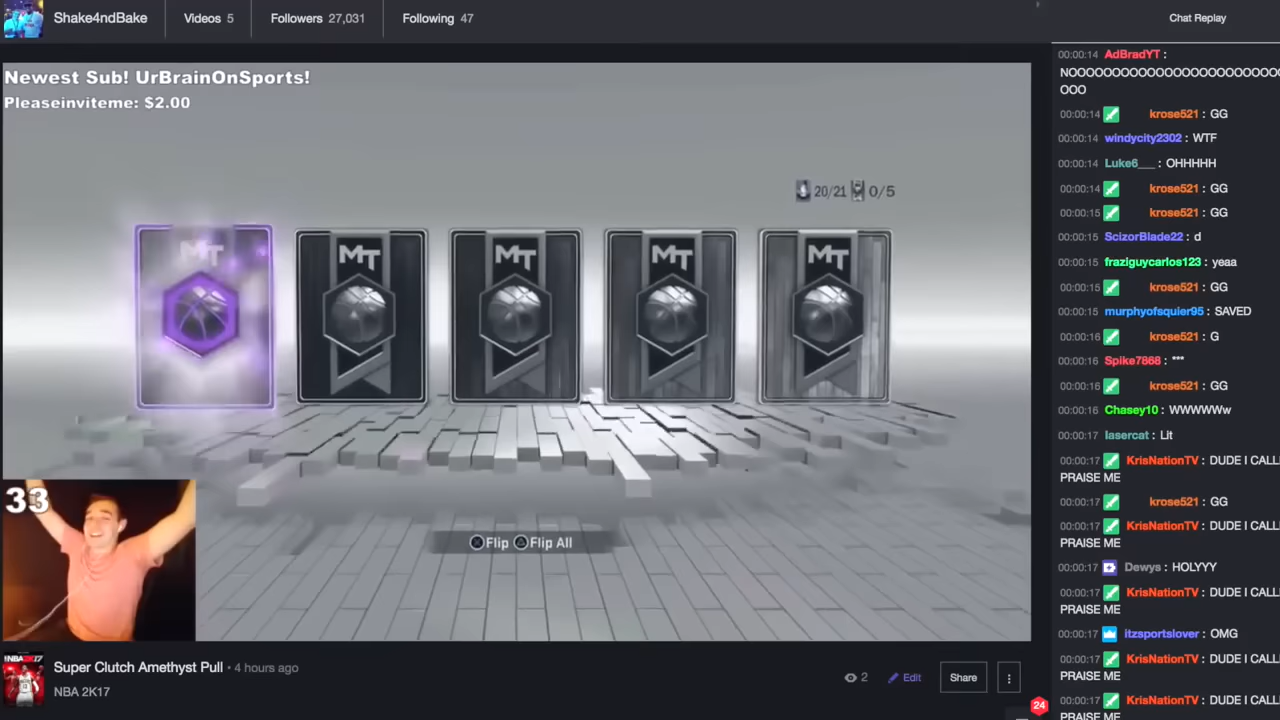 Shake4ndBake
Videos 5
Followers 27,031
Following 47
Chat Replay
Newest Sub! UrBrainOnSports!
Pleaseinviteme: $2.00
20/21 0/5
MT MT MT MT MT
33
Flip Flip All
NBA2K17
Super Clutch Amethyst Pull • 4 hours ago
NBA 2K17
2
Edit
Share
24
00:00:14 AdBradYT :
NOOOOOOOOOOOOOOOOOOOOOOOO
OOO
00:00:14 krose521 : GG
00:00:14 windycity2302 : WTF
00:00:14 Luke6___ : OHHHHH
00:00:14 krose521 : GG
00:00:15 krose521 : GG
00:00:15 ScizorBlade22 : d
00:00:15 fraziguycarlos123 : yeaa
00:00:15 krose521 : GG
00:00:15 murphyofsquier95 : SAVED
00:00:16 krose521 : G
00:00:16 Spike7868 : ***
00:00:16 krose521 : GG
00:00:16 Chasey10 : WWWWWw
00:00:17 lasercat : Lit
00:00:17 KrisNationTV : DUDE I CALL
PRAISE ME
00:00:17 krose521 : GG
00:00:17 KrisNationTV : DUDE I CALL
PRAISE ME
00:00:17 Dewys : HOLYYY
00:00:17 KrisNationTV : DUDE I CALL
PRAISE ME
00:00:17 itzsportslover : OMG
00:00:17 KrisNationTV : DUDE I CALL
PRAISE ME
00:00:17 KrisNationTV : DUDE I CALL
PRAISE ME